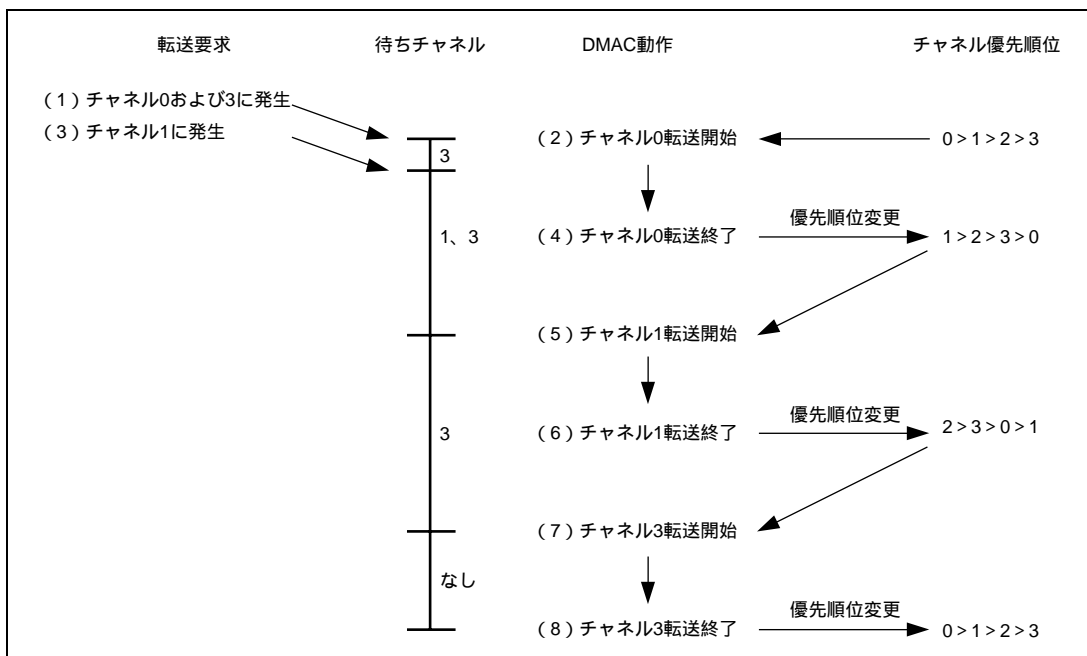 転送要求 待ちチャネル DMAC動作 チャネル優先順位
(1)チャネル0および3に発生
(3)チャネル1に発生
(2)チャネル0転送開始
0>1>2>3
3
1、3
(4)チャネル0転送終了
優先順位変更
1>2>3>0
(5)チャネル1転送開始
3
(6)チャネル1転送終了
優先順位変更
2>3>0>1
(7)チャネル3転送開始
なし
(8)チャネル3転送終了
優先順位変更
0>1>2>3